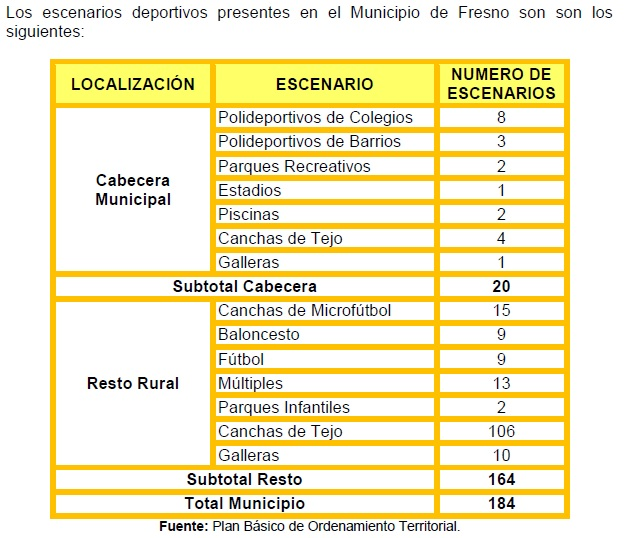 Los escenarios deportivos presentes en el Municipio de Fresno son son los
siguientes:
LOCALIZACIÓN ESCENARIO NUMERO DE ESCENARIOS
Cabecera Municipal
Polideportivos de Colegios 8
Polideportivos de Barrios 3
Parques Recreativos 2
Estadios 1
Piscinas 2
Canchas de Tejo 4
Galleras 1
Subtotal Cabecera 20
Resto Rural
Canchas de Microfútbol 15
Baloncesto 9
Fútbol 9
Múltiples 13
Parques Infantiles 2
Canchas de Tejo 106
Galleras 10
Subtotal Resto 164
Total Municipio 184
Fuente: Plan Básico de Ordenamiento Territorial.